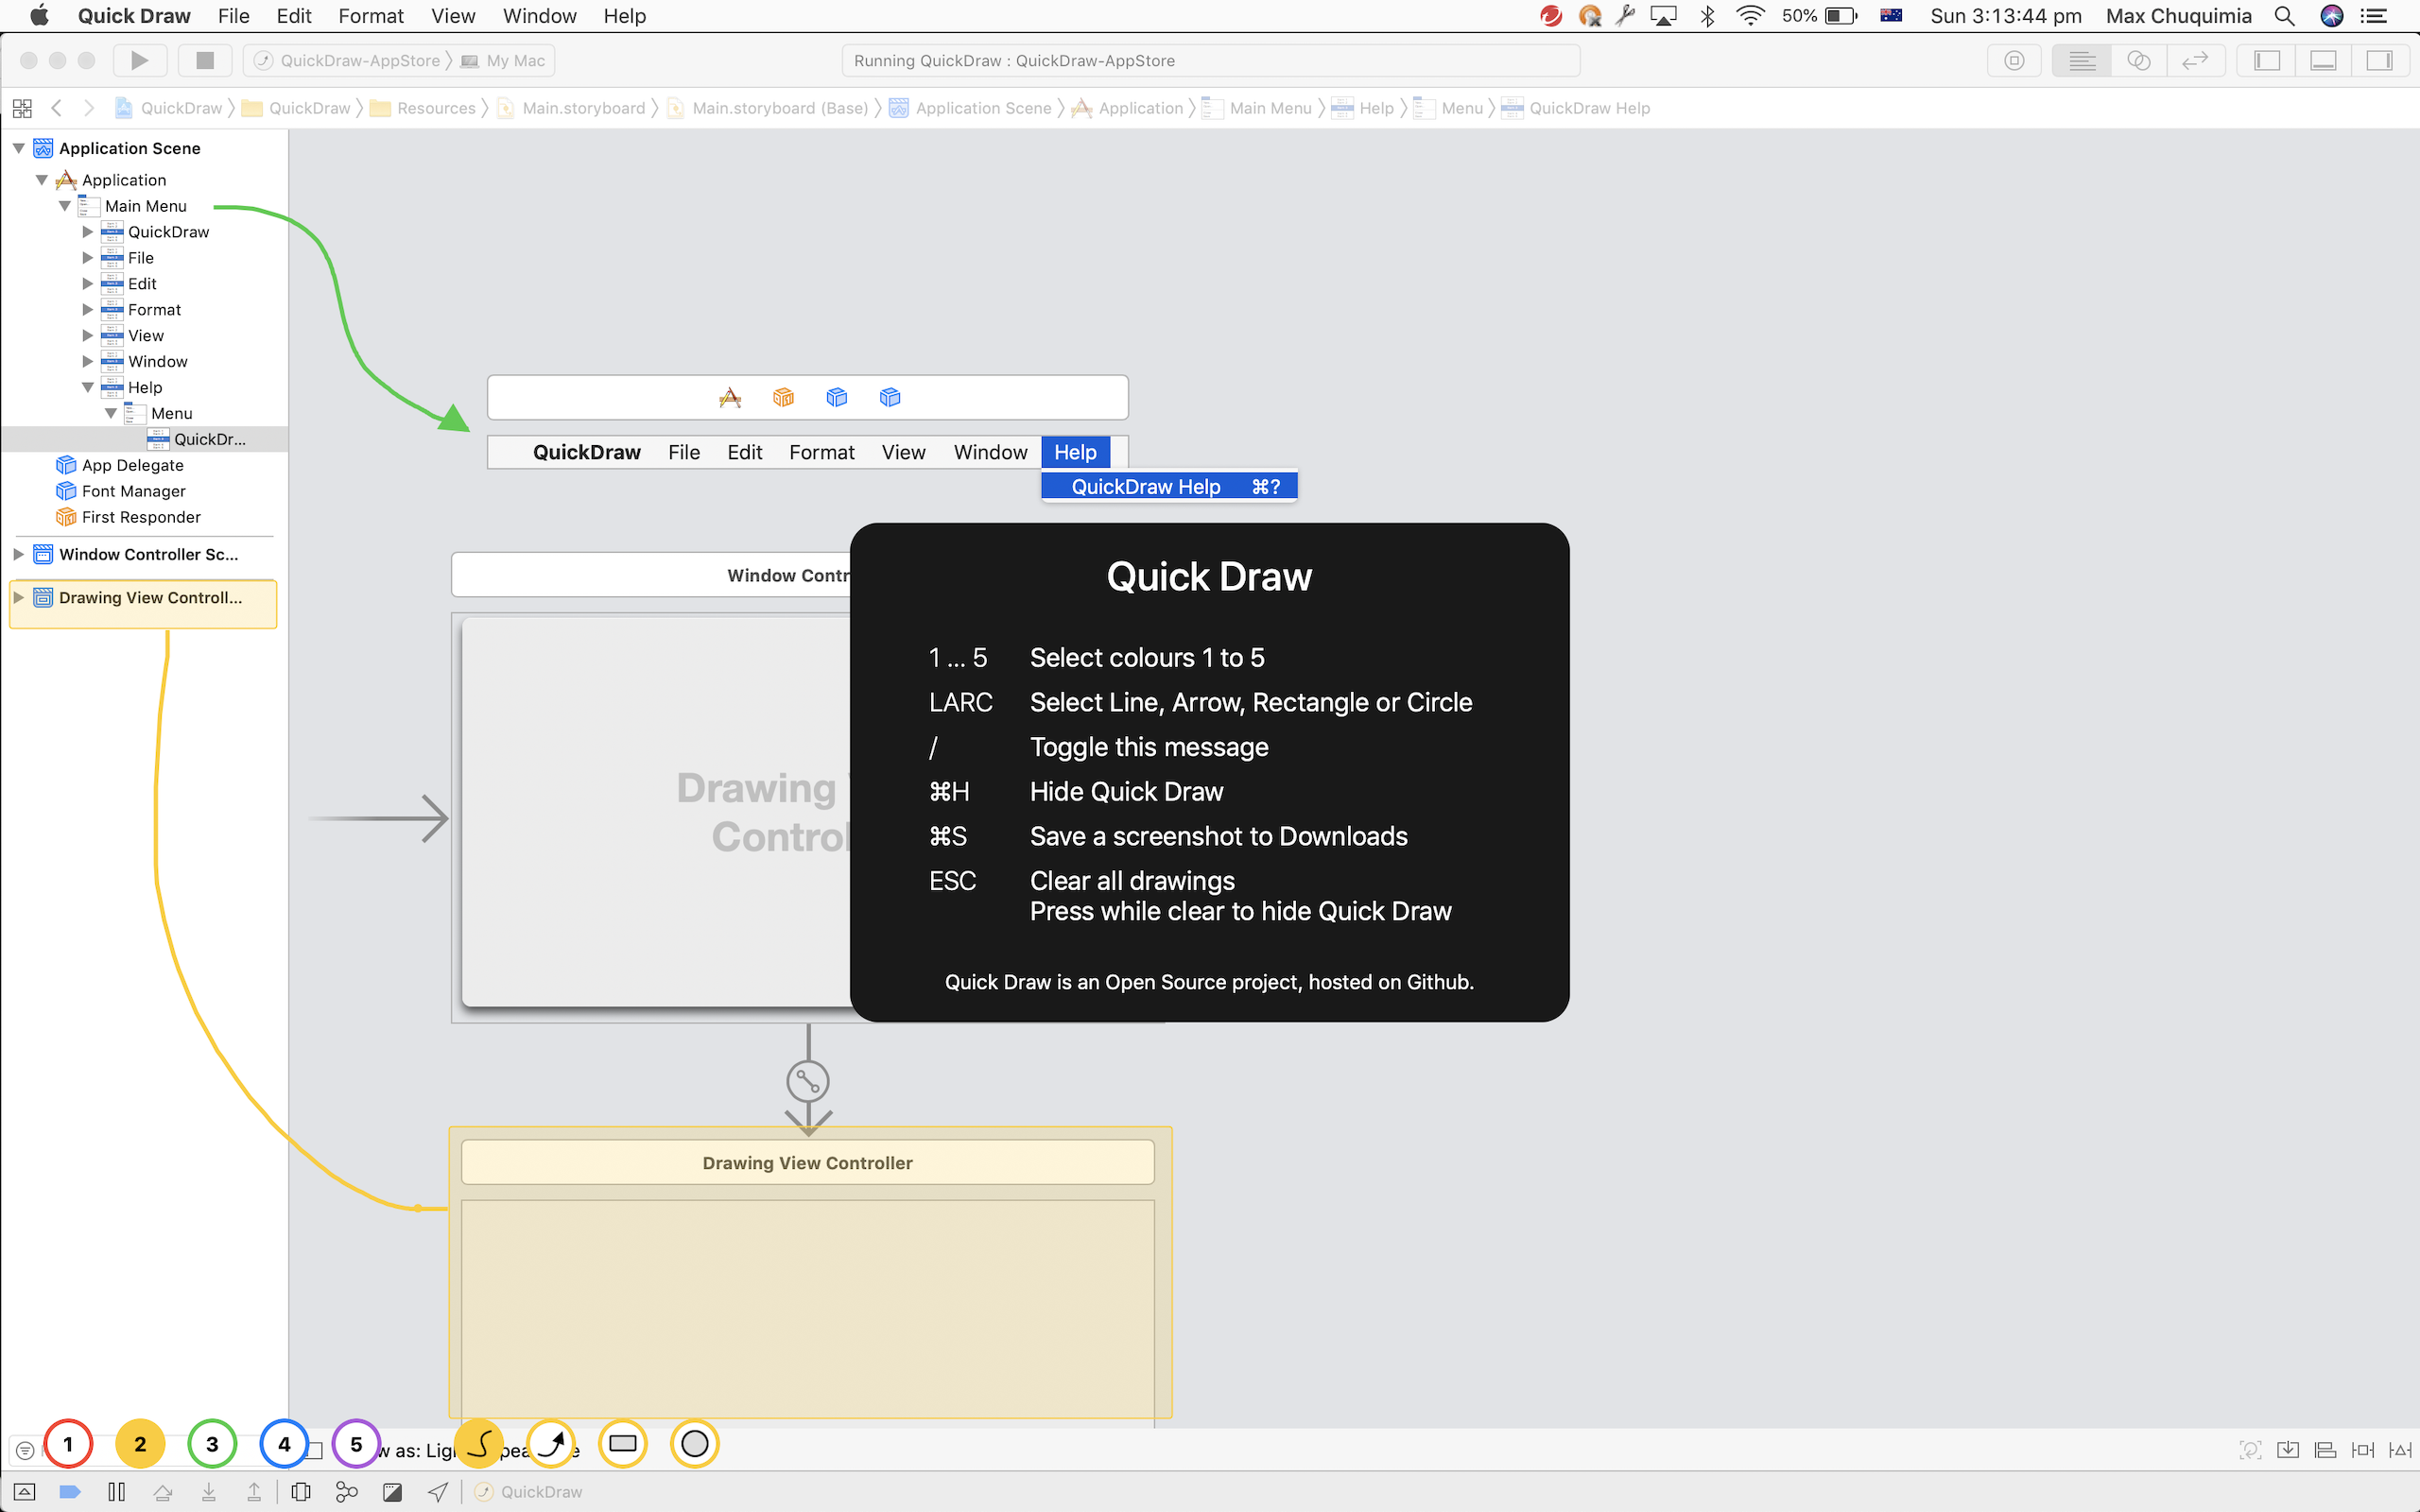 Quick Draw File Edit Format View Window Help 50% Sun 3:13:44 pm Max Chuquimia
QuickDraw-AppStore My Mac
Running QuickDraw : QuickDraw-AppStore
QuickDraw QuickDraw Resources Main.storyboard Main.storyboard (Base) Application Scene Application Main Menu Help Menu QuickDraw Help
Application Scene
Application
Main Menu
QuickDraw
File
Edit
Format
View
Window
Help
Menu
QuickDr...
App Delegate
Font Manager
First Responder
Window Controller Sc...
Drawing View Controll...
QuickDraw File Edit Format View Window Help
QuickDraw Help ⌘?
Window Contr
Drawing
Control
Quick Draw
1 ... 5 Select colours 1 to 5
LARC Select Line, Arrow, Rectangle or Circle
/ Toggle this message
⌘H Hide Quick Draw
⌘S Save a screenshot to Downloads
ESC Clear all drawings
Press while clear to hide Quick Draw
Quick Draw is an Open Source project, hosted on Github.
Drawing View Controller
1 2 3 4 5
w as: Lig
QuickDraw